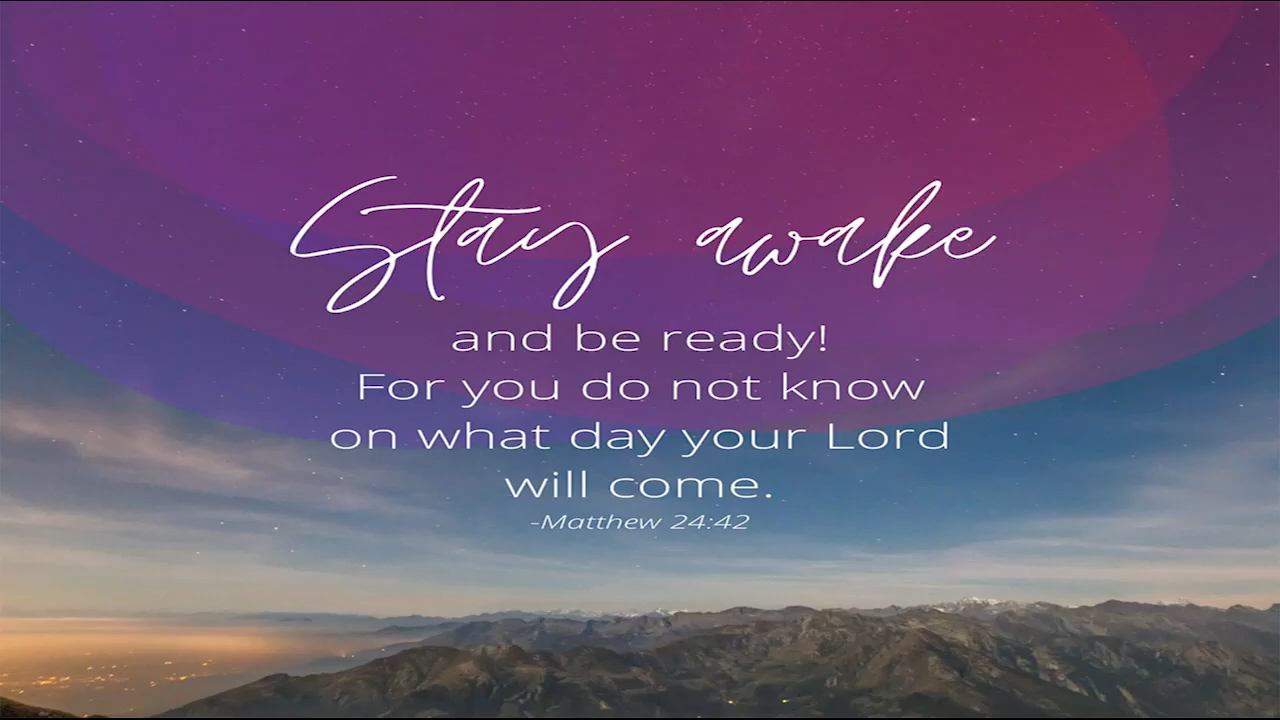 Stay awake
and be ready!
For you do not know
on what day your Lord
will come.
-Matthew 24:42